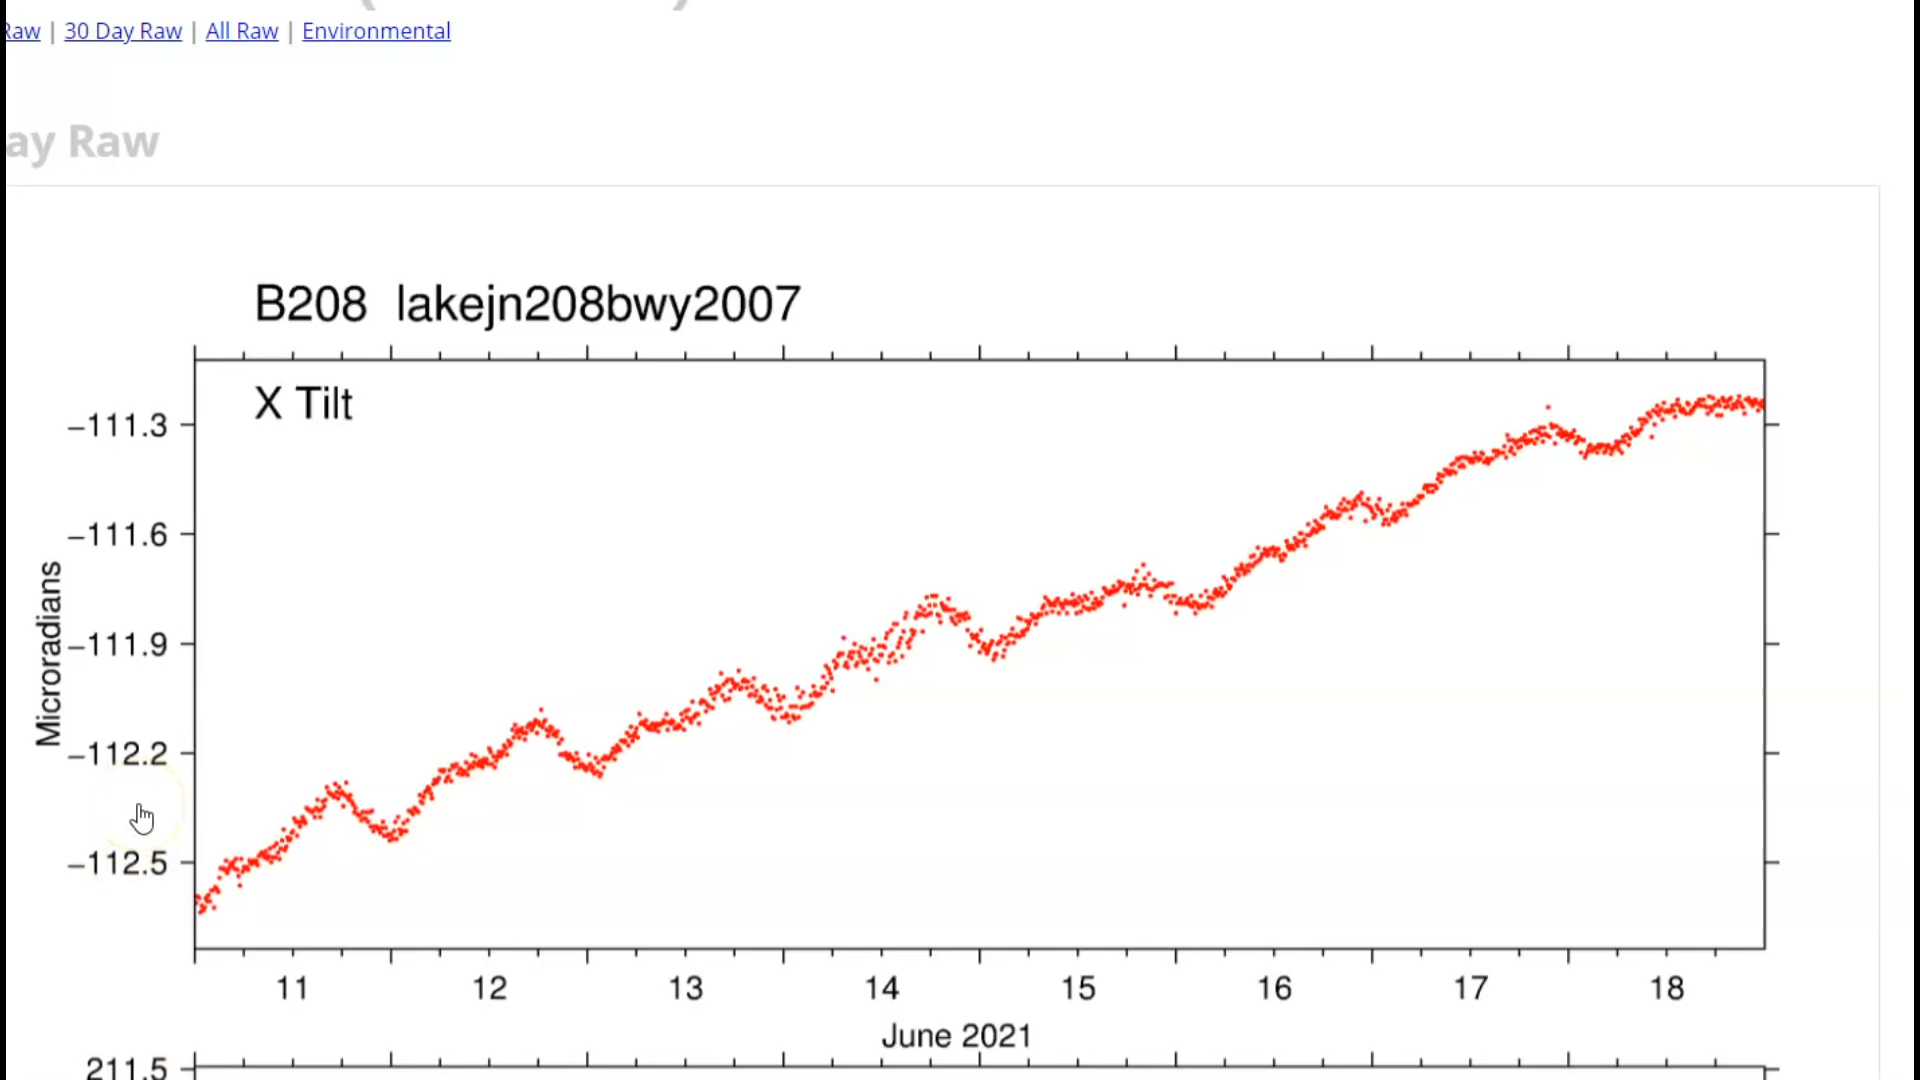 Raw | 30 Day Raw | All Raw | Environmental
ay Raw
B208 lakejn208bwy2007
X Tilt
−111.3
−111.6
−111.9
−112.2
−112.5
Microradians
11 12 13 14 15 16 17 18
June 2021
211.5